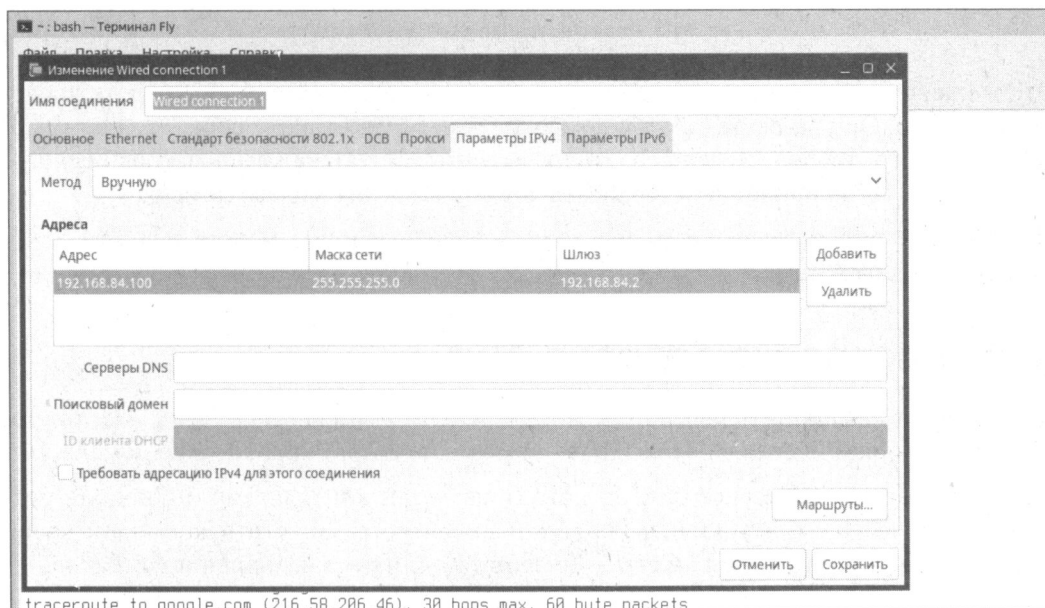 ~ : bash — Терминал Fly
Файл Правка Настройка Справка
Изменение Wired connection 1
Имя соединения Wired connection 1
Основное Ethernet Стандарт безопасности 802.1x DCB Прокси Параметры IPv4 Параметры IPv6
Метод Вручную
Адреса
Адрес Маска сети Шлюз Добавить
192.168.84.100 255.255.255.0 192.168.84.2
Удалить
Серверы DNS
Поисковый домен
ID клиента DHCP
Требовать адресацию IPv4 для этого соединения
Маршруты...
Отменить Сохранить
traceroute to google.com (216.58.206.46), 30 hops max, 60 byte packets